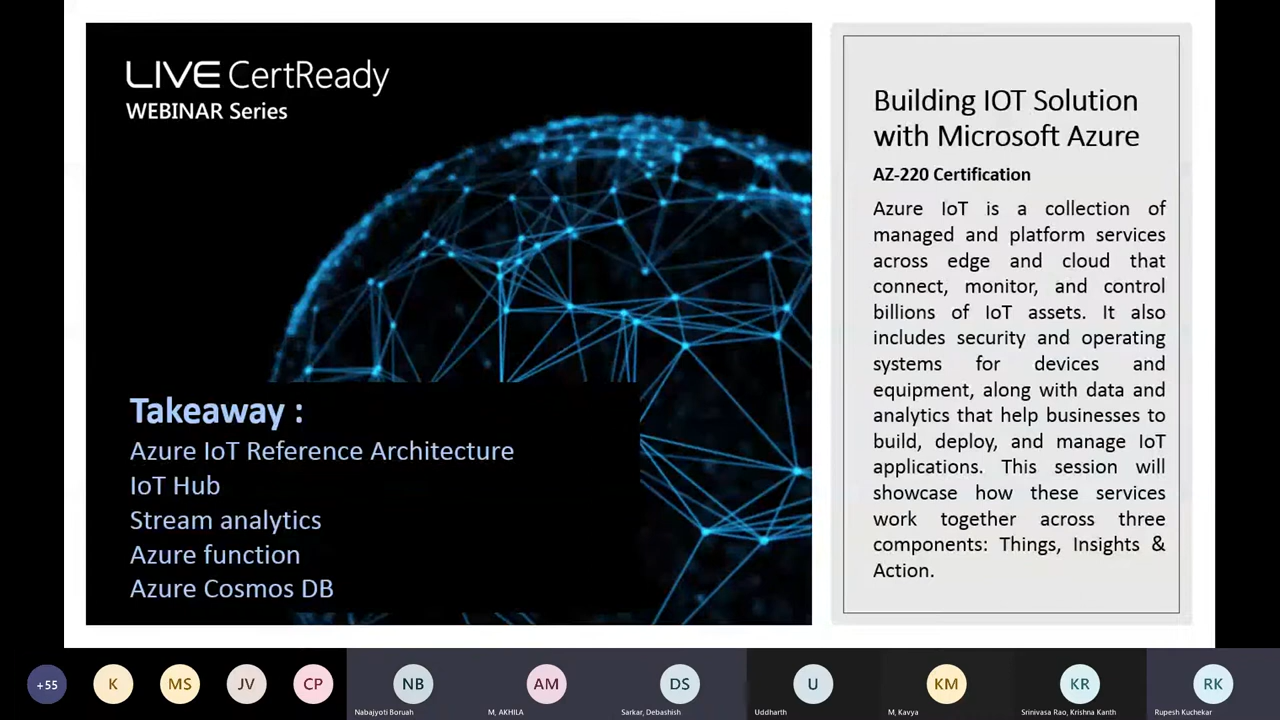 LIVE CertReady
WEBINAR Series
Takeaway :
Azure IoT Reference Architecture
IoT Hub
Stream analytics
Azure function
Azure Cosmos DB
Building IOT Solution
with Microsoft Azure
AZ-220 Certification
Azure IoT is a collection of
managed and platform services
across edge and cloud that
connect, monitor, and control
billions of IoT assets. It also
includes security and operating
systems for devices and
equipment, along with data and
analytics that help businesses to
build, deploy, and manage IoT
applications. This session will
showcase how these services
work together across three
components: Things, Insights &
Action.
+55 K MS JV CP NB AM DS U KM KR RK
Nabajyoti Boruah M, AKHILA Sarkar, Debashish Uddharth M, Kavya Srinivasa Rao, Krishna Kanth Rupesh Kuchekar